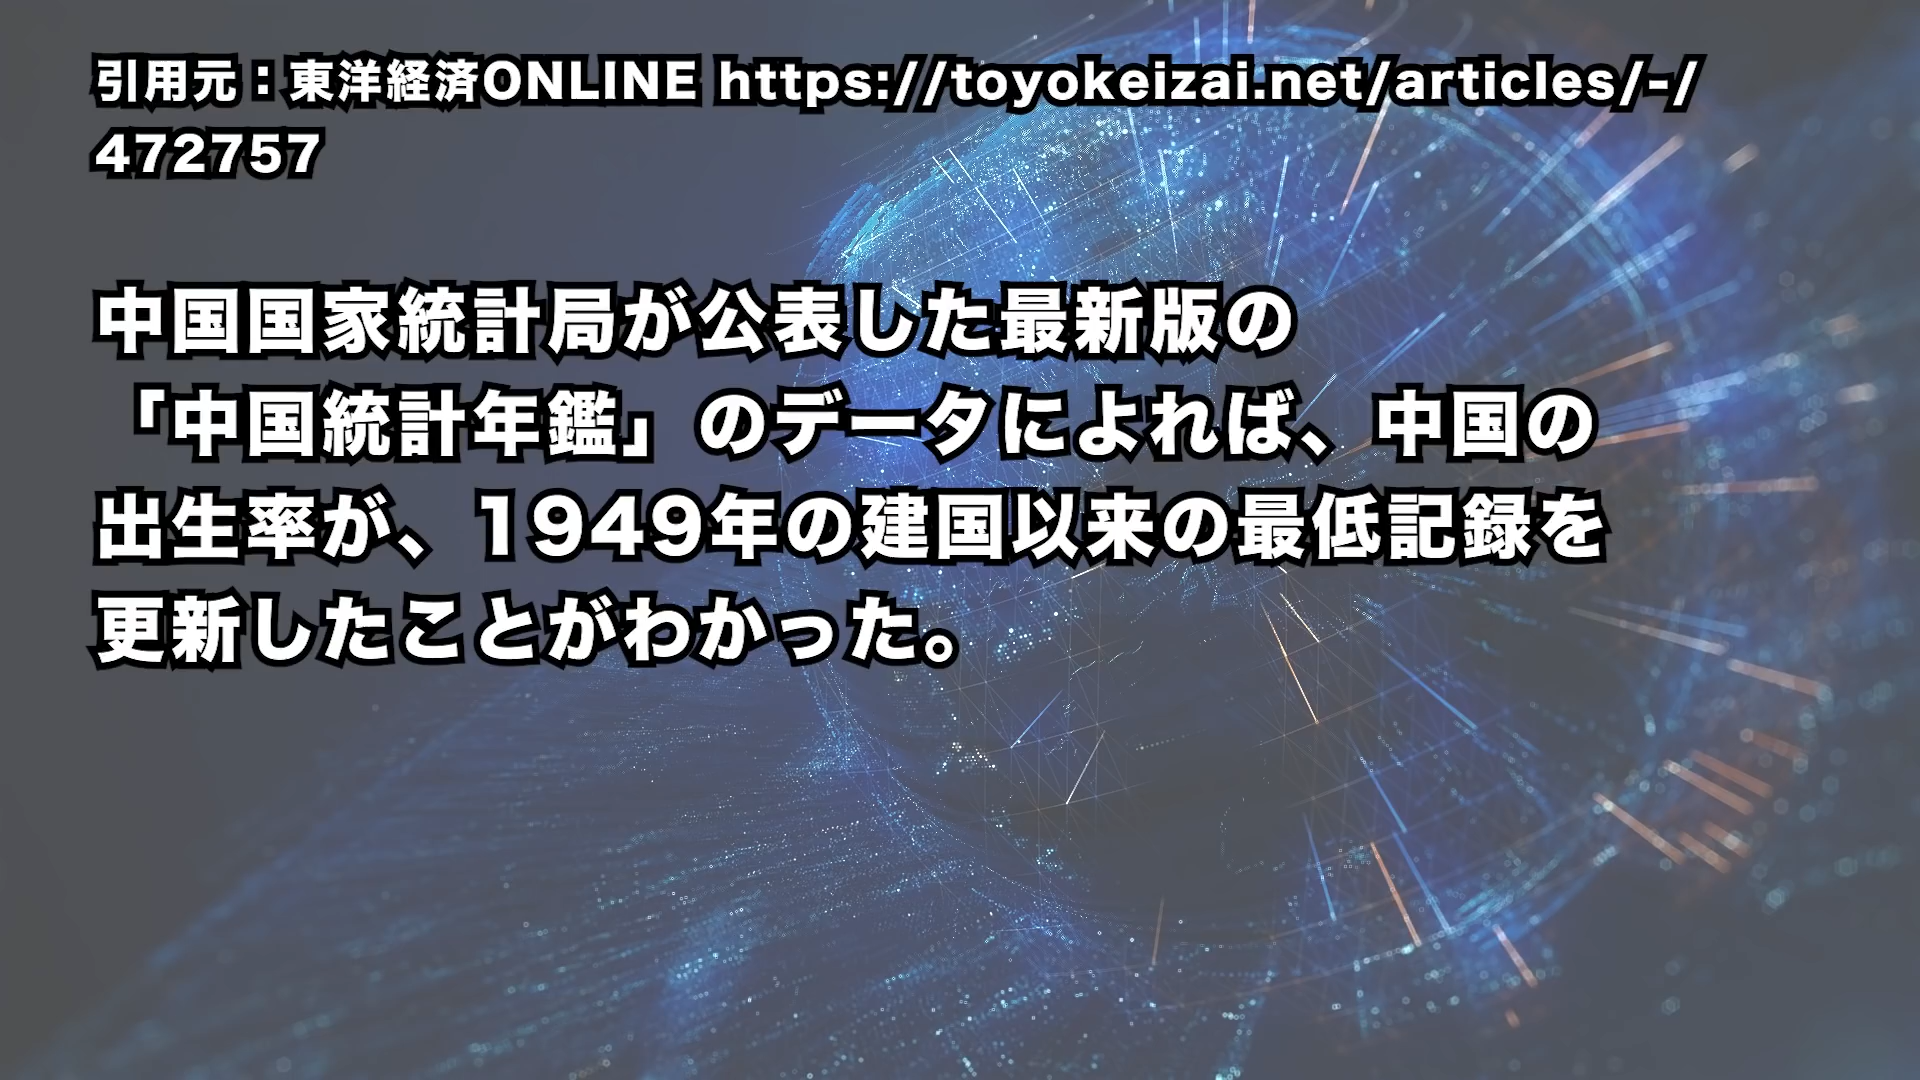 引用元：東洋経済ONLINE https://toyokeizai.net/articles/-/
472757
中国国家統計局が公表した最新版の
「中国統計年鑑」のデータによれば、中国の
出生率が、1949年の建国以来の最低記録を
更新したことがわかった。